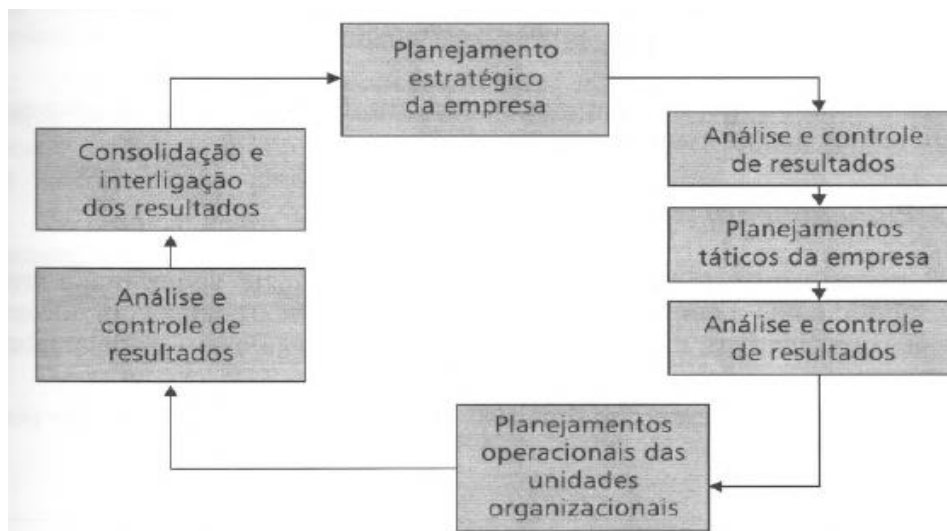 Planejamento
estratégico
da empresa
Análise e controle
de resultados
Planejamentos
táticos da empresa
Análise e controle
de resultados
Planejamentos
operacionais das
unidades
organizacionais
Análise e
controle de
resultados
Consolidação e
interligação
dos resultados